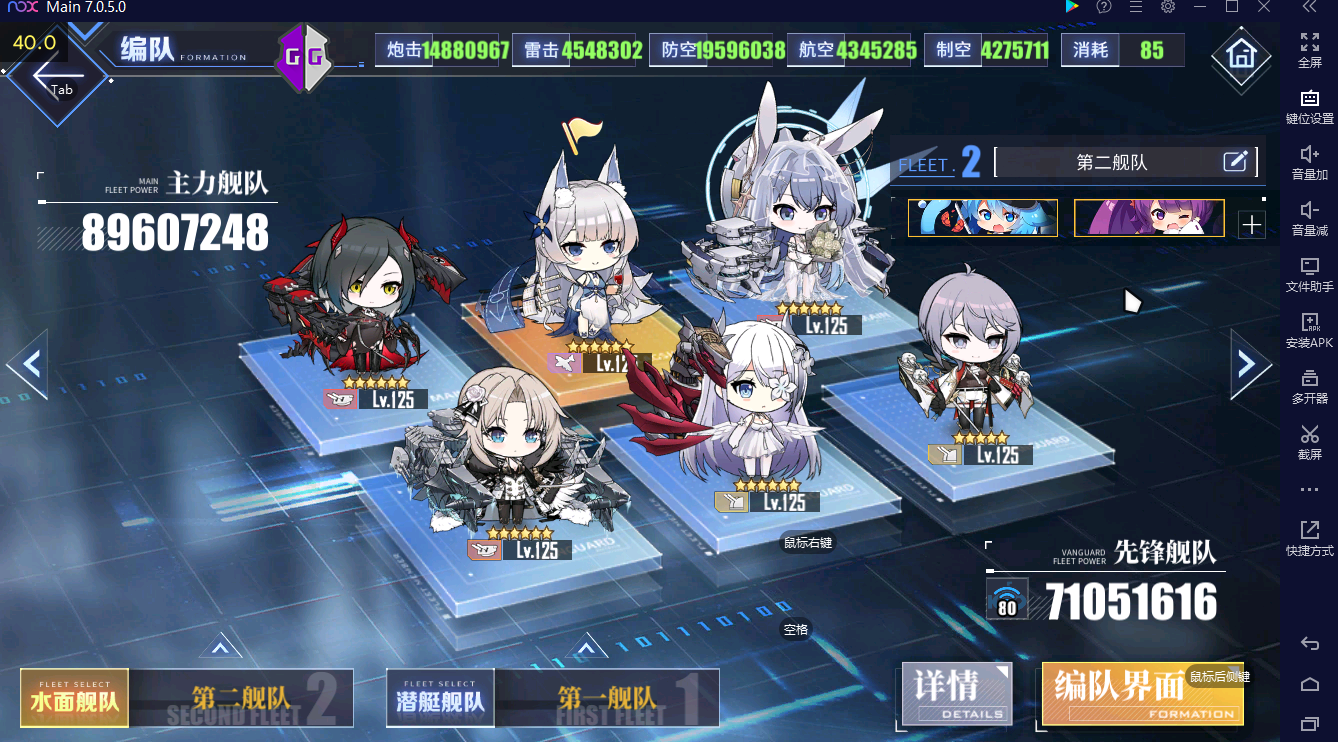 nox Main 7.0.5.0
40.0
Tab
编队 FORMATION
GG
炮击 14880967
雷击 4548302
防空 19596038
航空 4345285
制空 4275711
消耗 85
FLEET. 2
第二舰队
MAIN
FLEET POWER
主力舰队
89607248
Lv.125
Lv.12
Lv.125
Lv.125
Lv.125
Lv.125
鼠标右键
空格
VANGUARD
FLEET POWER
先锋舰队
80
71051616
FLEET SELECT
水面舰队
第二舰队
SECOND FLEET 2
FLEET SELECT
潜艇舰队
第一舰队
FIRST FLEET 1
详情
DETAILS
编队界面
FORMATION
鼠标后侧键
全屏
键位设置
音量加
音量减
文件助手
APK
安装APK
多开器
截屏
快捷方式